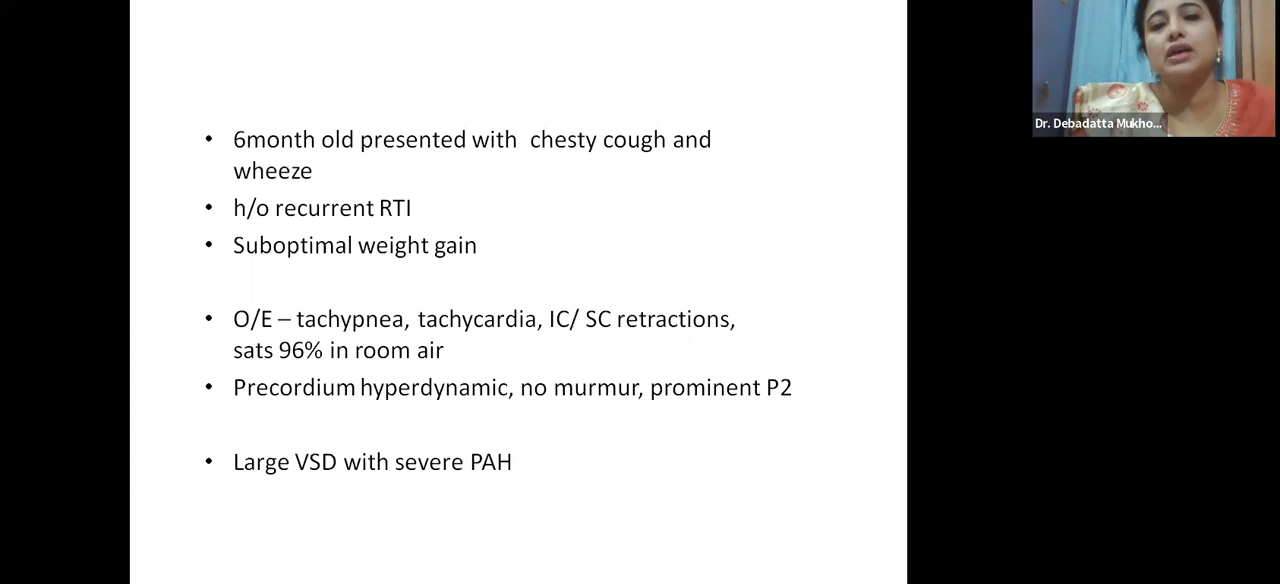 • 6month old presented with chesty cough and
wheeze
• h/o recurrent RTI
• Suboptimal weight gain
• O/E – tachypnea, tachycardia, IC/ SC retractions,
sats 96% in room air
• Precordium hyperdynamic, no murmur, prominent P2
• Large VSD with severe PAH
Dr. Debadatta Mukho...